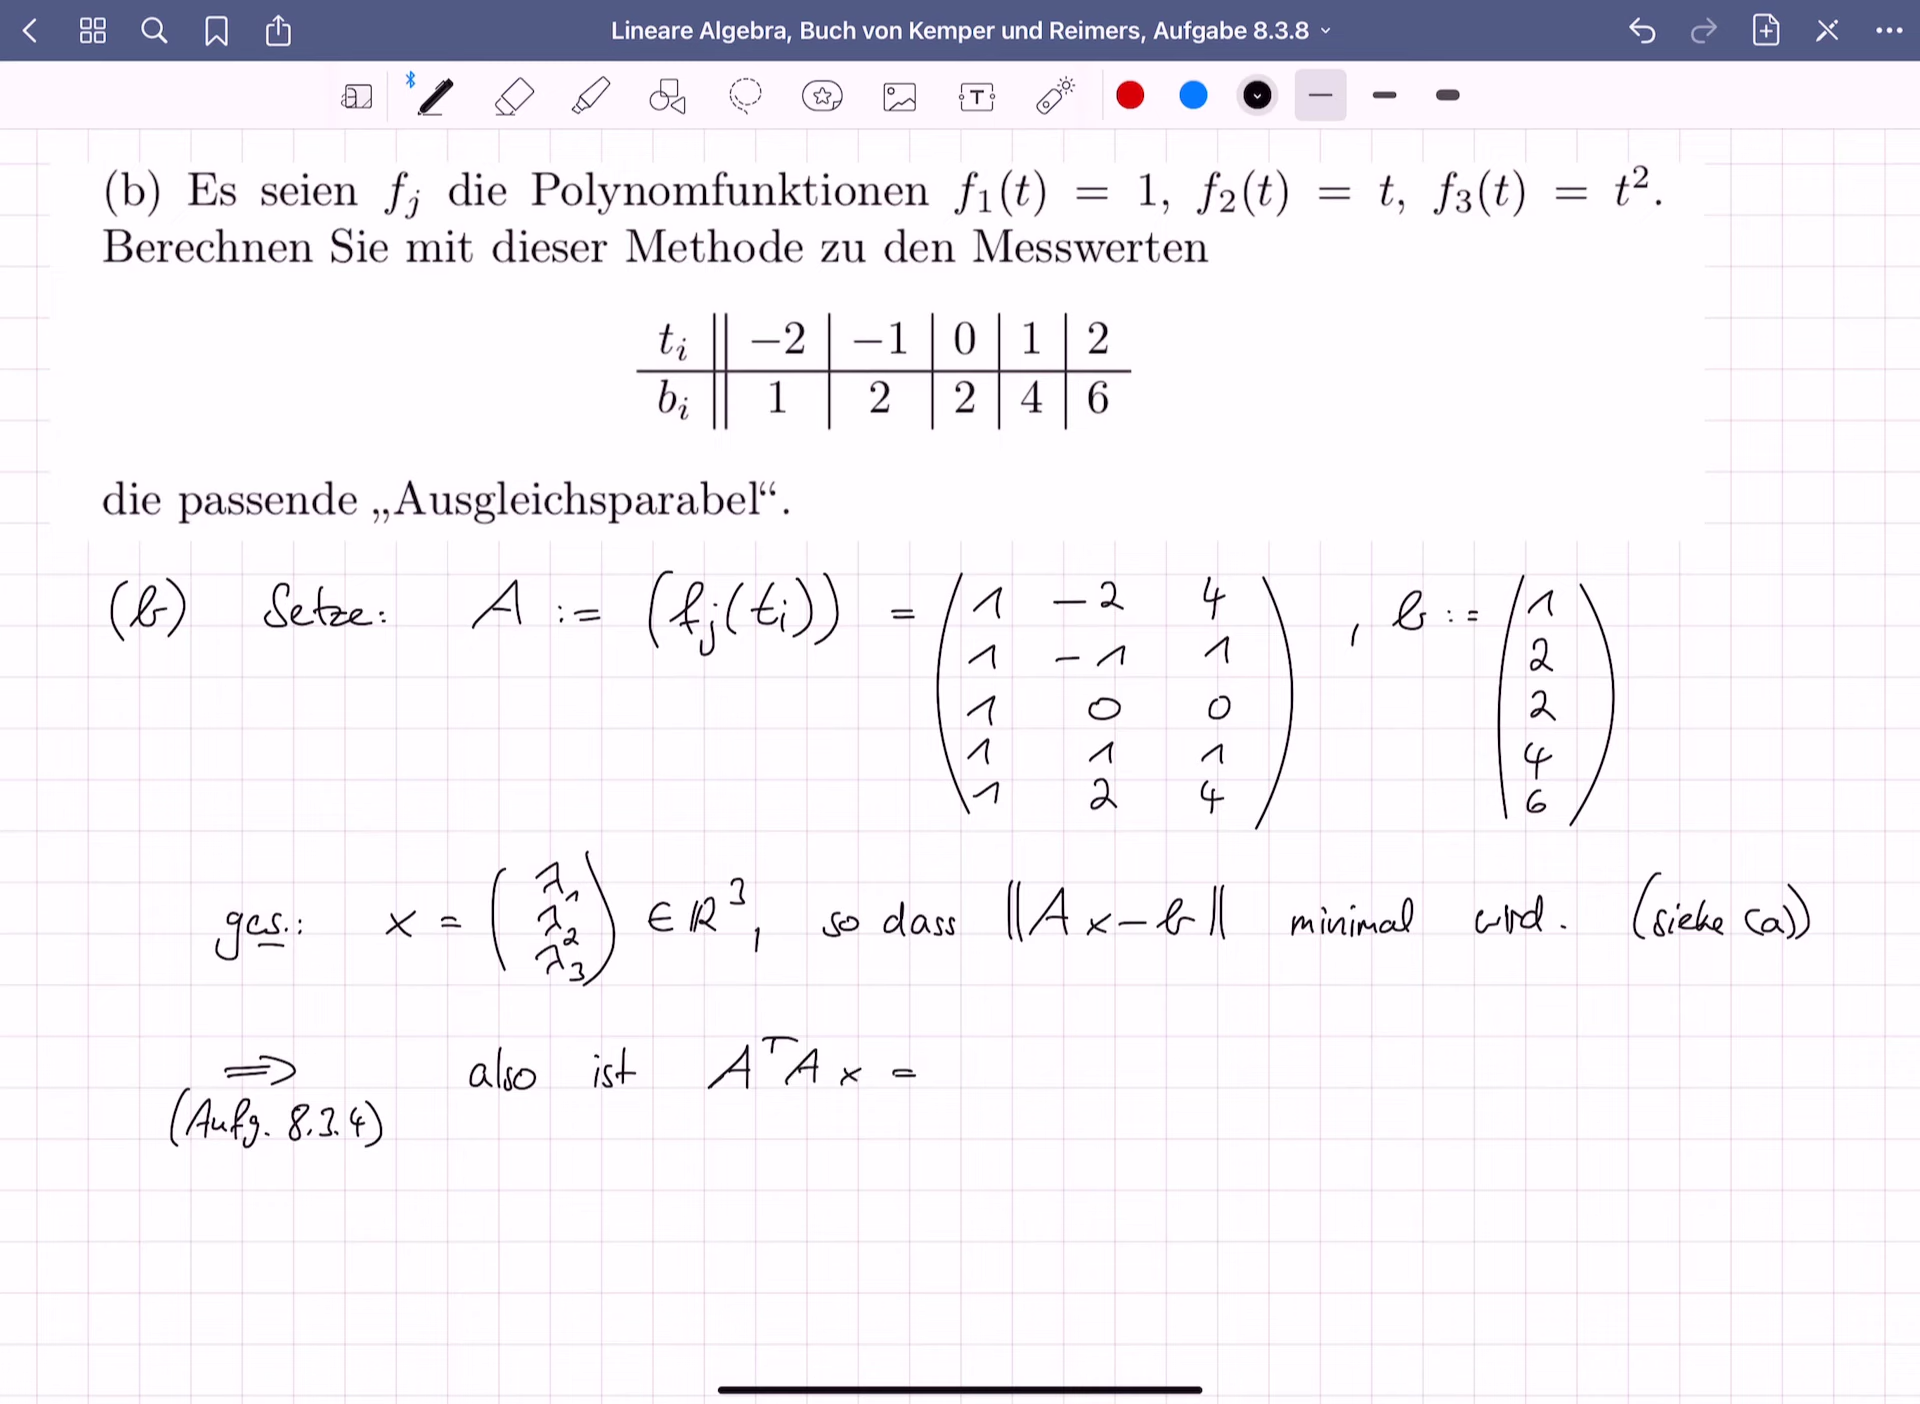 Lineare Algebra, Buch von Kemper und Reimers, Aufgabe 8.3.8
(b) Es seien f_j die Polynomfunktionen f_1(t) = 1, f_2(t) = t, f_3(t) = t².
Berechnen Sie mit dieser Methode zu den Messwerten
t_i || −2 | −1 | 0 | 1 | 2
b_i || 1 | 2 | 2 | 4 | 6
die passende „Ausgleichsparabel“.
(b) Setze: A := (f_j(t_i)) = (1 −2 4; 1 −1 1; 1 0 0; 1 1 1; 1 2 4), b := (1; 2; 2; 4; 6)
ges.: x = (λ_1; λ_2; λ_3) ∈ ℝ³, so dass ||Ax − b|| minimal wird. (siehe (a))
⇒ also ist AᵀA x =
(Aufg. 8.3.4)